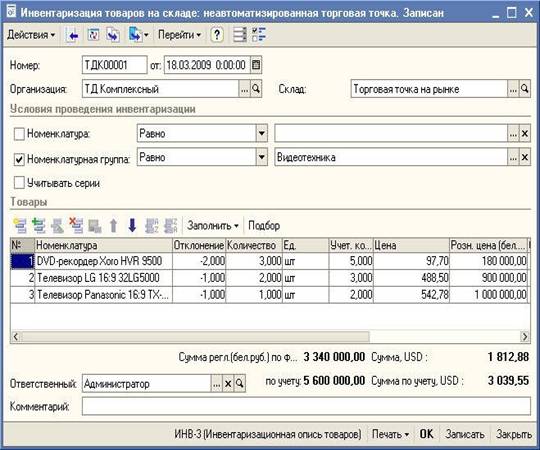 Инвентаризация товаров на складе: неавтоматизированная торговая точка. Записан
Действия Перейти ?
Номер: ТДК00001 от: 18.03.2009 0:00:00
Организация: ТД Комплексный ... Склад: Торговая точка на рынке ...
Условия проведения инвентаризации
Номенклатура: Равно ... x
Номенклатурная группа: Равно Видеотехника ... x
Учитывать серии
Товары
Заполнить Подбор
№ Номенклатура Отклонение Количество Ед. Учет. ко... Цена Розн. цена (бел....
1 DVD-рекордер Xoro HVR 9500 -2,000 3,000 шт 5,000 97,70 180 000,00
2 Телевизор LG 16:9 32LG5000 -1,000 2,000 шт 3,000 488,50 900 000,00
3 Телевизор Panasonic 16:9 TX-... -1,000 1,000 шт 2,000 542,78 1 000 000,00
Сумма регл.(бел.руб.) по ф... 3 340 000,00 Сумма, USD : 1 812,88
Ответственный: Администратор ... x по учету: 5 600 000,00 Сумма по учету, USD : 3 039,55
Комментарий:
ИНВ-3 (Инвентаризационная опись товаров) Печать OK Записать Закрыть